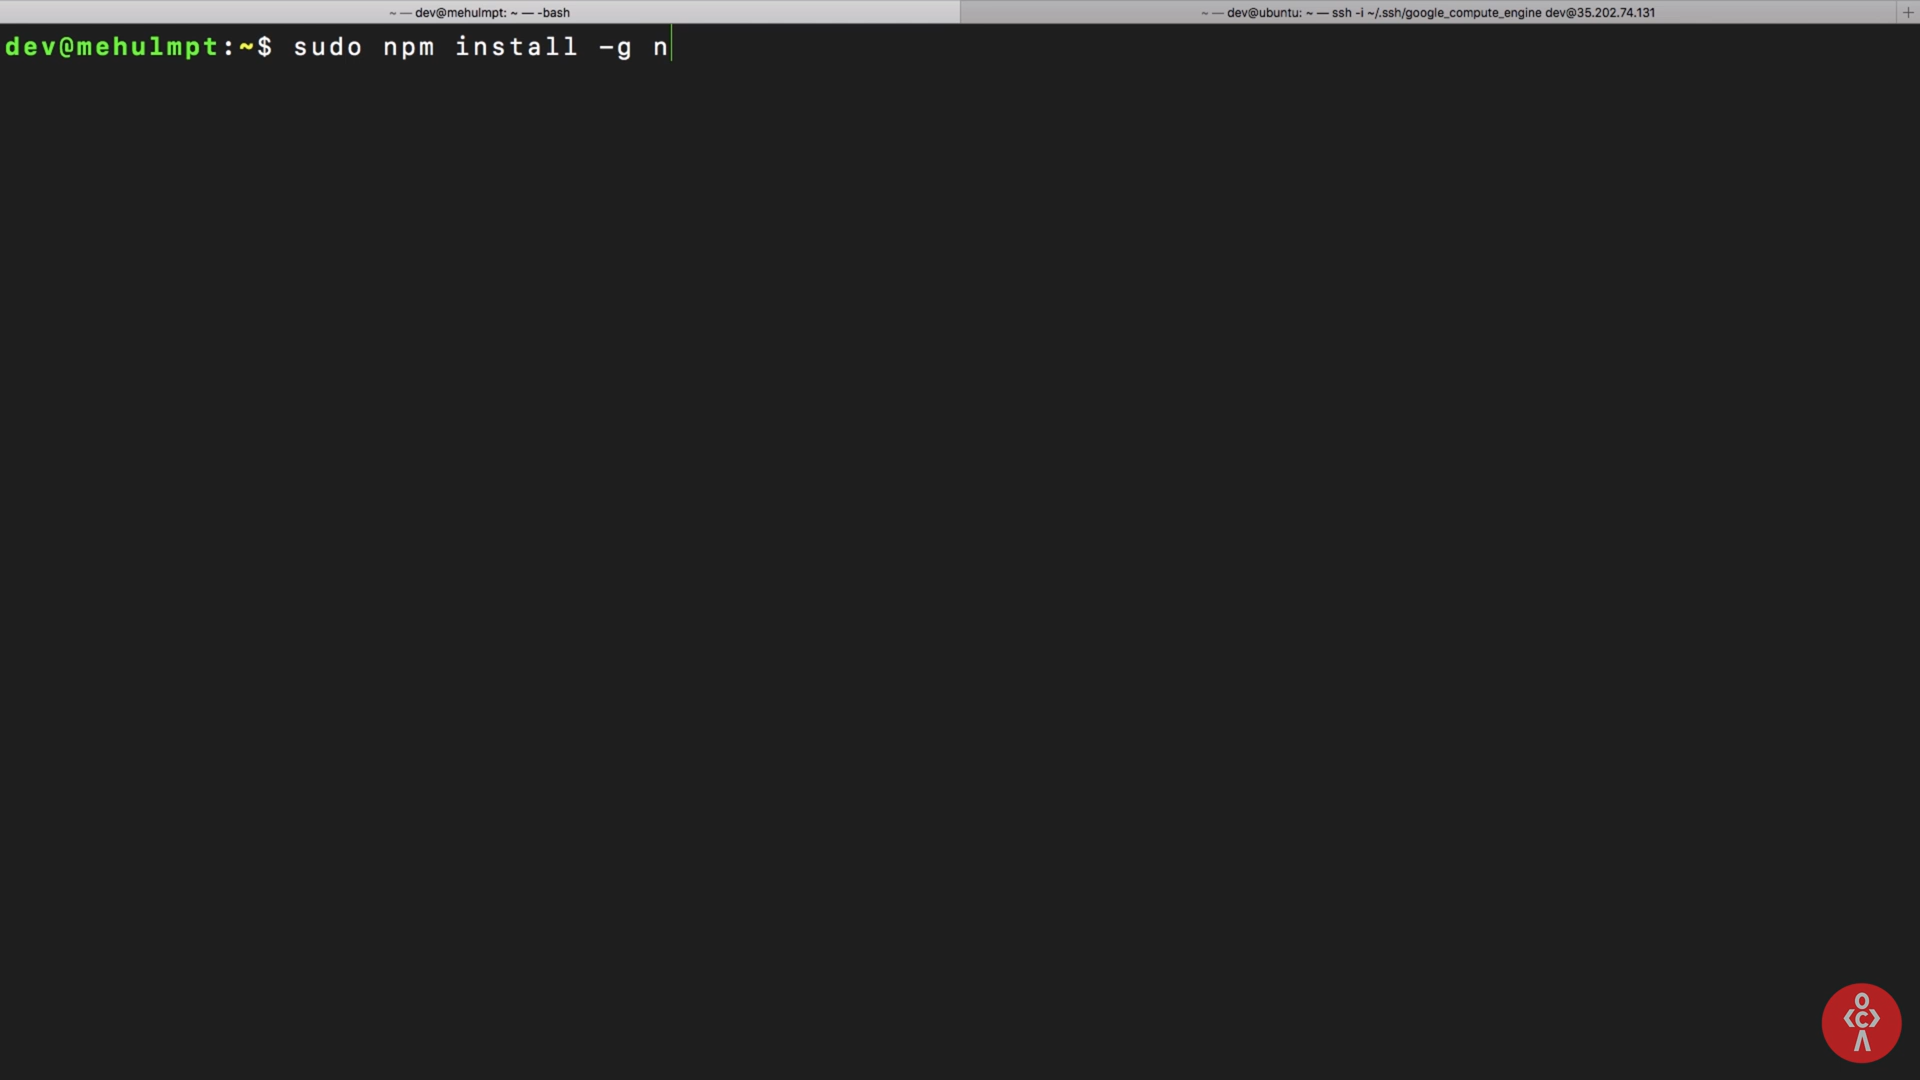 ~ — dev@mehulmpt: ~ — -bash
~ — dev@ubuntu: ~ — ssh -i ~/.ssh/google_compute_engine dev@35.202.74.131
+
dev@mehulmpt:~$ sudo npm install -g n
O
<C>
Λ